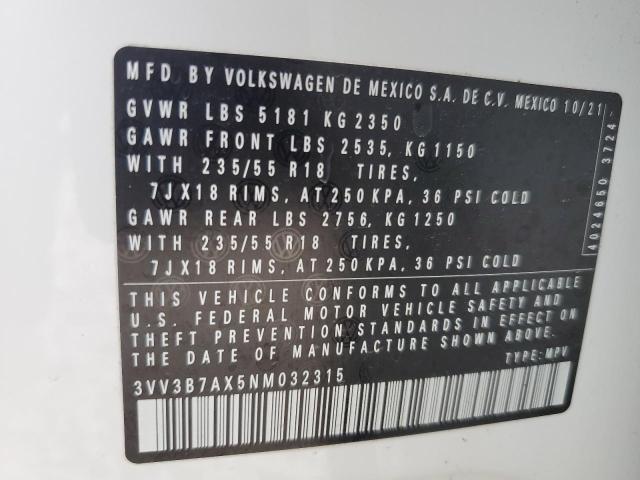 MFD BY VOLKSWAGEN DE MEXICO S.A. DE C.V. MEXICO 10/21
GVWR LBS 5181 KG 2350
GAWR FRONT LBS 2535, KG 1150
WITH 235/55 R18 TIRES,
7JX18 RIMS, AT 250 KPA, 36 PSI COLD
GAWR REAR LBS 2756, KG 1250
WITH 235/55 R18 TIRES,
7JX18 RIMS, AT 250 KPA, 36 PSI COLD
THIS VEHICLE CONFORMS TO ALL APPLICABLE
U.S. FEDERAL MOTOR VEHICLE SAFETY AND
THEFT PREVENTION STANDARDS IN EFFECT ON
THE DATE OF MANUFACTURE SHOWN ABOVE.
TYPE: MPV
3VV3B7AX5NM032315
4024650 3724-